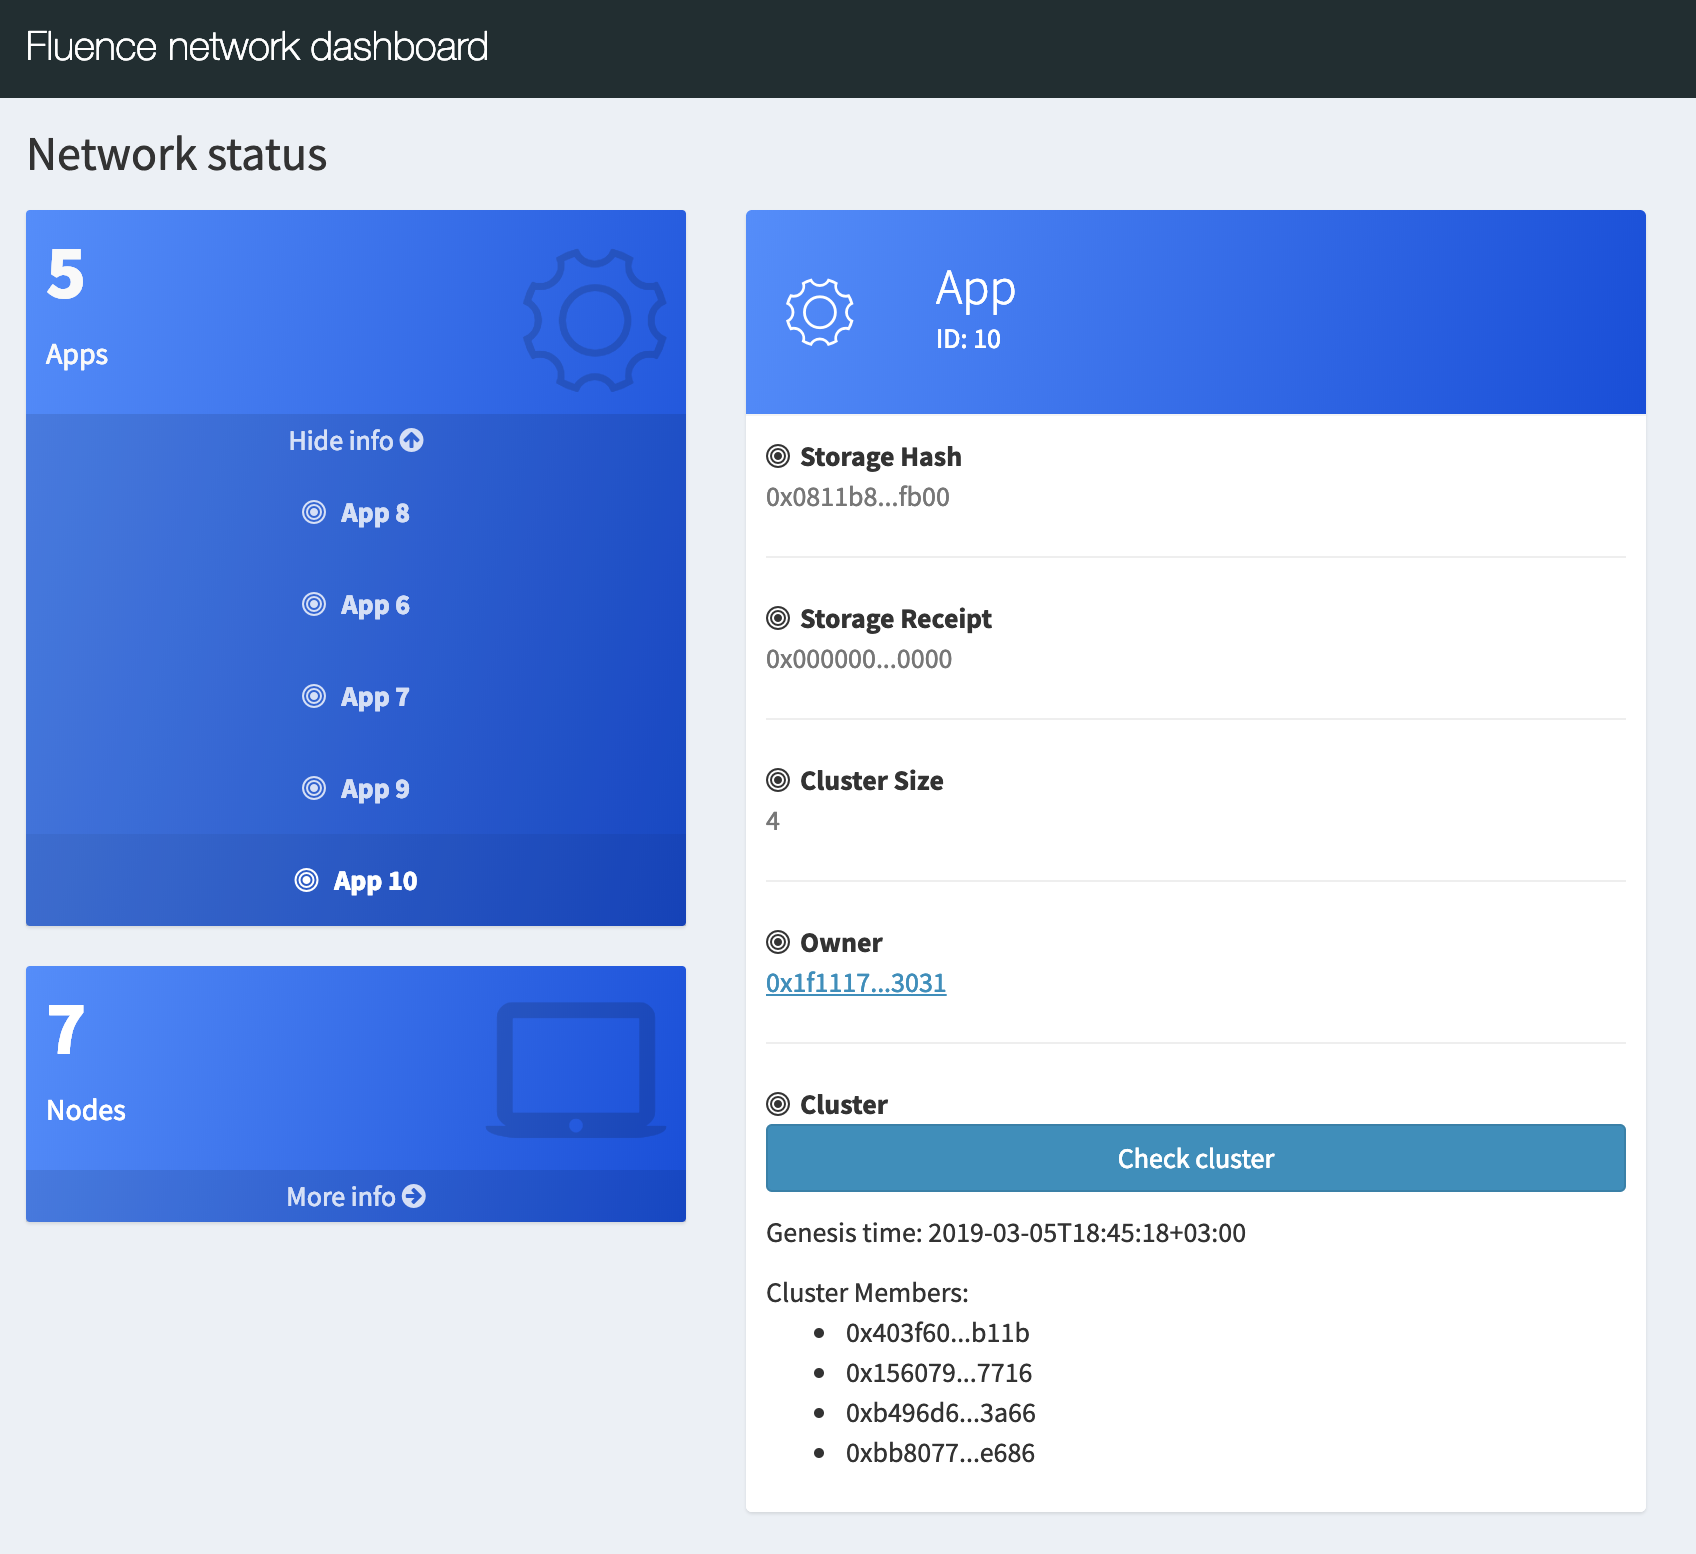 Fluence network dashboard
Network status
5
Apps
Hide info
App 8
App 6
App 7
App 9
App 10
7
Nodes
More info
App
ID: 10
Storage Hash
0x0811b8...fb00
Storage Receipt
0x000000...0000
Cluster Size
4
Owner
0x1f1117...3031
Cluster
Check cluster
Genesis time: 2019-03-05T18:45:18+03:00
Cluster Members:
0x403f60...b11b
0x156079...7716
0xb496d6...3a66
0xbb8077...e686